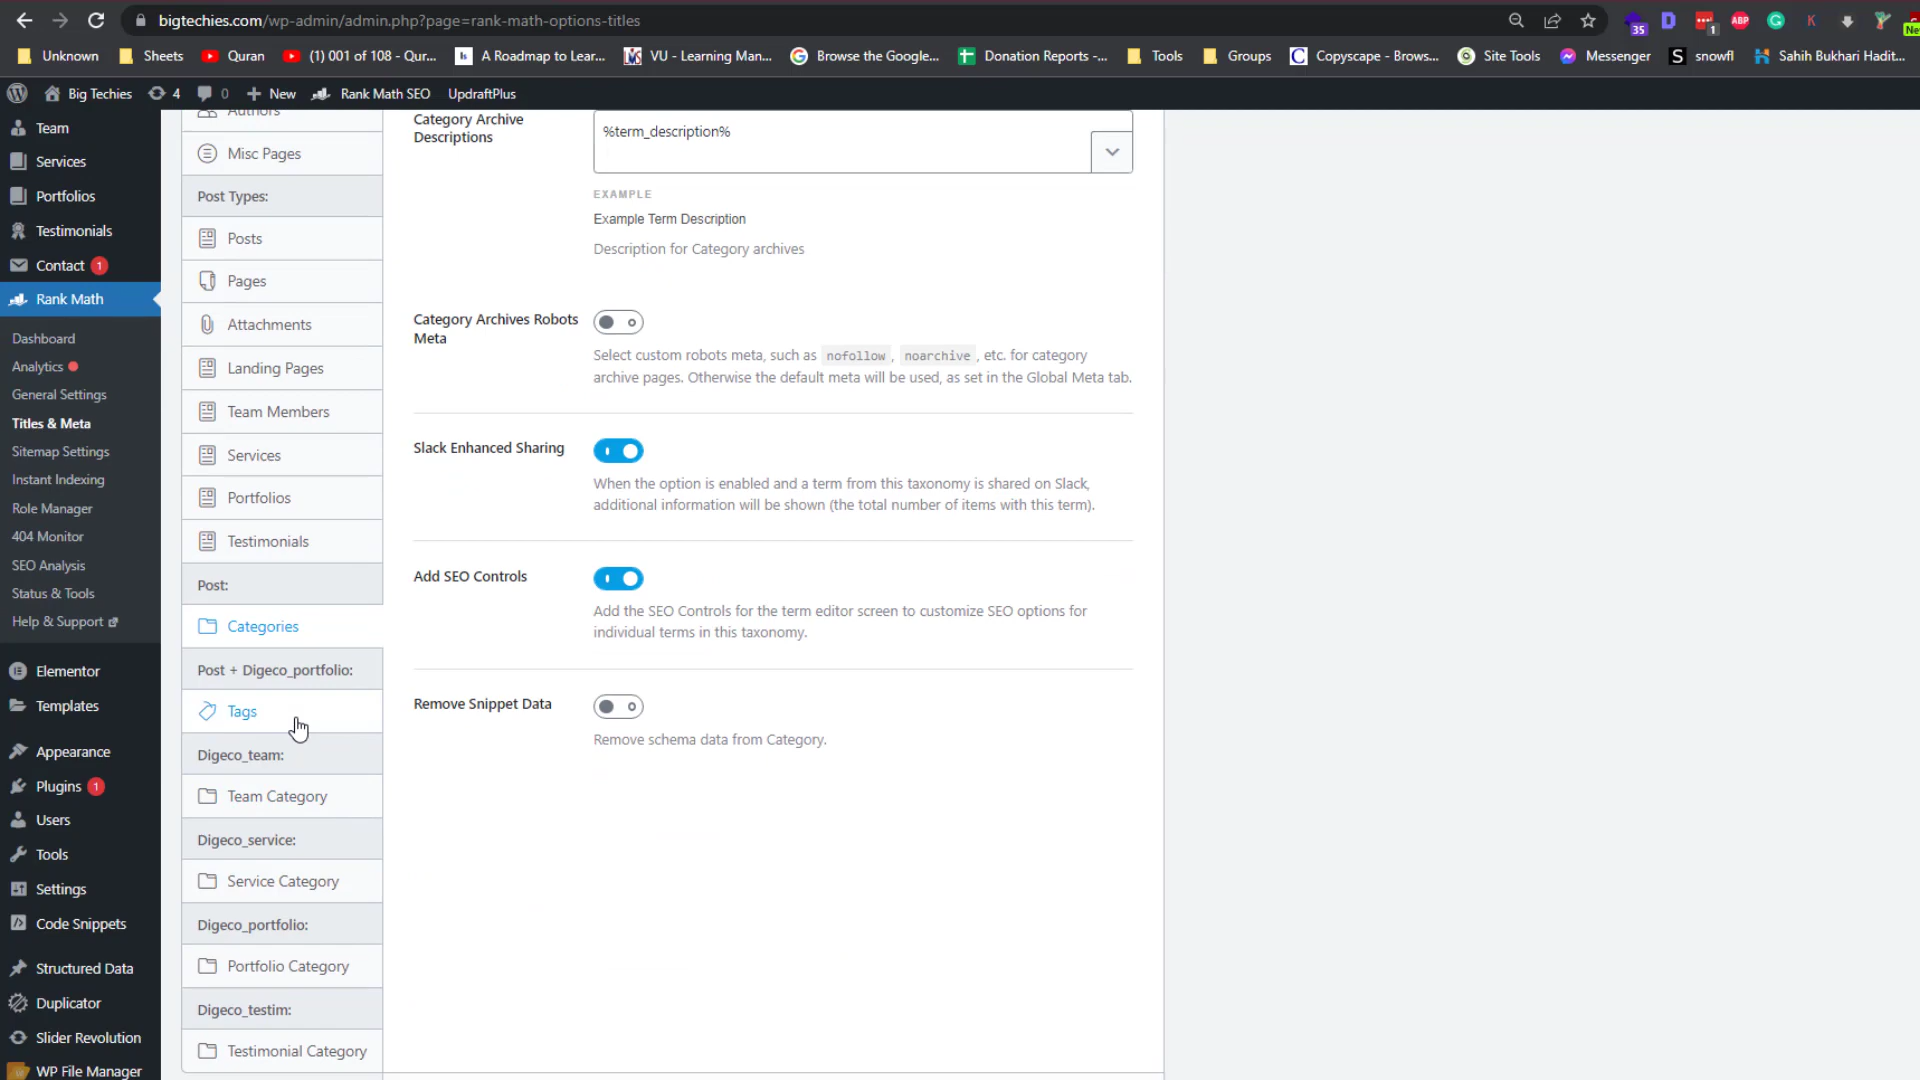 bigtechies.com/wp-admin/admin.php?page=rank-math-options-titles
35
1
ABP
Unknown
Sheets
Quran
(1) 001 of 108 - Qur...
A Roadmap to Lear...
VU - Learning Man...
Browse the Google...
Donation Reports -...
Tools
Groups
Copyscape - Brows...
Site Tools
Messenger
snowfl
Sahih Bukhari Hadit...
Big Techies
4
0
New
Rank Math SEO
UpdraftPlus
Team
Services
Portfolios
Testimonials
Contact 1
Rank Math
Dashboard
Analytics
General Settings
Titles & Meta
Sitemap Settings
Instant Indexing
Role Manager
404 Monitor
SEO Analysis
Status & Tools
Help & Support
Elementor
Templates
Appearance
Plugins 1
Users
Tools
Settings
Code Snippets
Structured Data
Duplicator
Slider Revolution
WP File Manager
Authors
Misc Pages
Post Types:
Posts
Pages
Attachments
Landing Pages
Team Members
Services
Portfolios
Testimonials
Post:
Categories
Post + Digeco_portfolio:
Tags
Digeco_team:
Team Category
Digeco_service:
Service Category
Digeco_portfolio:
Portfolio Category
Digeco_testim:
Testimonial Category
Category Archive
Descriptions
%term_description%
EXAMPLE
Example Term Description
Description for Category archives
Category Archives Robots
Meta
Select custom robots meta, such as nofollow, noarchive, etc. for category
archive pages. Otherwise the default meta will be used, as set in the Global Meta tab.
Slack Enhanced Sharing
When the option is enabled and a term from this taxonomy is shared on Slack,
additional information will be shown (the total number of items with this term).
Add SEO Controls
Add the SEO Controls for the term editor screen to customize SEO options for
individual terms in this taxonomy.
Remove Snippet Data
Remove schema data from Category.